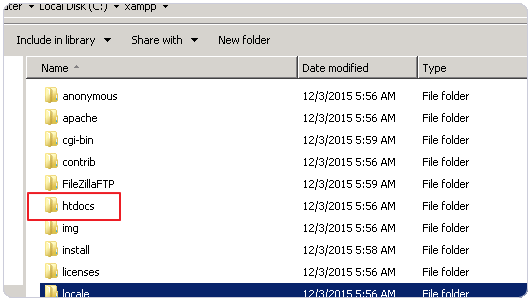 uter ▸ Local Disk (C:) ▸ xampp ▸
Include in library Share with New folder
Name Date modified Type
anonymous 12/3/2015 5:56 AM File folder
apache 12/3/2015 5:56 AM File folder
cgi-bin 12/3/2015 5:59 AM File folder
contrib 12/3/2015 5:56 AM File folder
FileZillaFTP 12/3/2015 5:59 AM File folder
htdocs 12/3/2015 5:56 AM File folder
img 12/3/2015 5:56 AM File folder
install 12/3/2015 5:58 AM File folder
licenses 12/3/2015 5:56 AM File folder
locale 12/3/2015 5:56 AM File folder